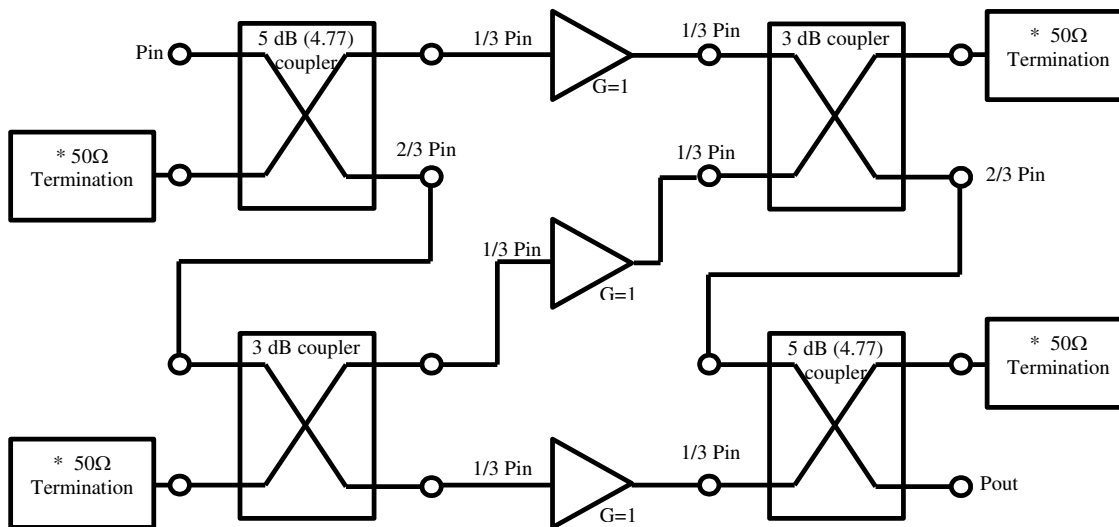 Pin
5 dB (4.77)
coupler
1/3 Pin
G=1
1/3 Pin
3 dB coupler
* 50Ω
Termination
* 50Ω
Termination
2/3 Pin
1/3 Pin
2/3 Pin
1/3 Pin
G=1
3 dB coupler
5 dB (4.77)
coupler
* 50Ω
Termination
* 50Ω
Termination
1/3 Pin
G=1
1/3 Pin
Pout